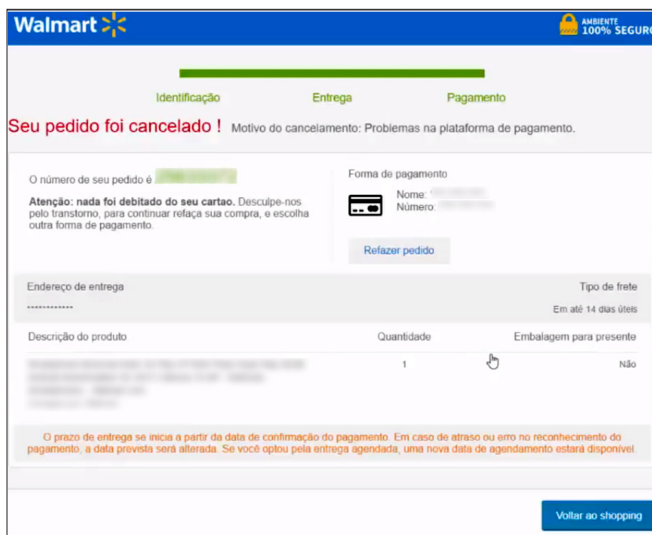 Walmart
AMBIENTE
100% SEGURO
Identificação Entrega Pagamento
Seu pedido foi cancelado ! Motivo do cancelamento: Problemas na plataforma de pagamento.
O número de seu pedido é
Atenção: nada foi debitado do seu cartao. Desculpe-nos
pelo transtorno, para continuar refaça sua compra, e escolha
outra forma de pagamento.
Forma de pagamento
Nome:
Número:
Refazer pedido
Endereço de entrega Tipo de frete
------------ Em até 14 dias úteis
Descrição do produto Quantidade Embalagem para presente
1 Não
O prazo de entrega se inicia a partir da data de confirmação do pagamento. Em caso de atraso ou erro no reconhecimento do
pagamento, a data prevista será alterada. Se você optou pela entrega agendada, uma nova data de agendamento estará disponível.
Voltar ao shopping